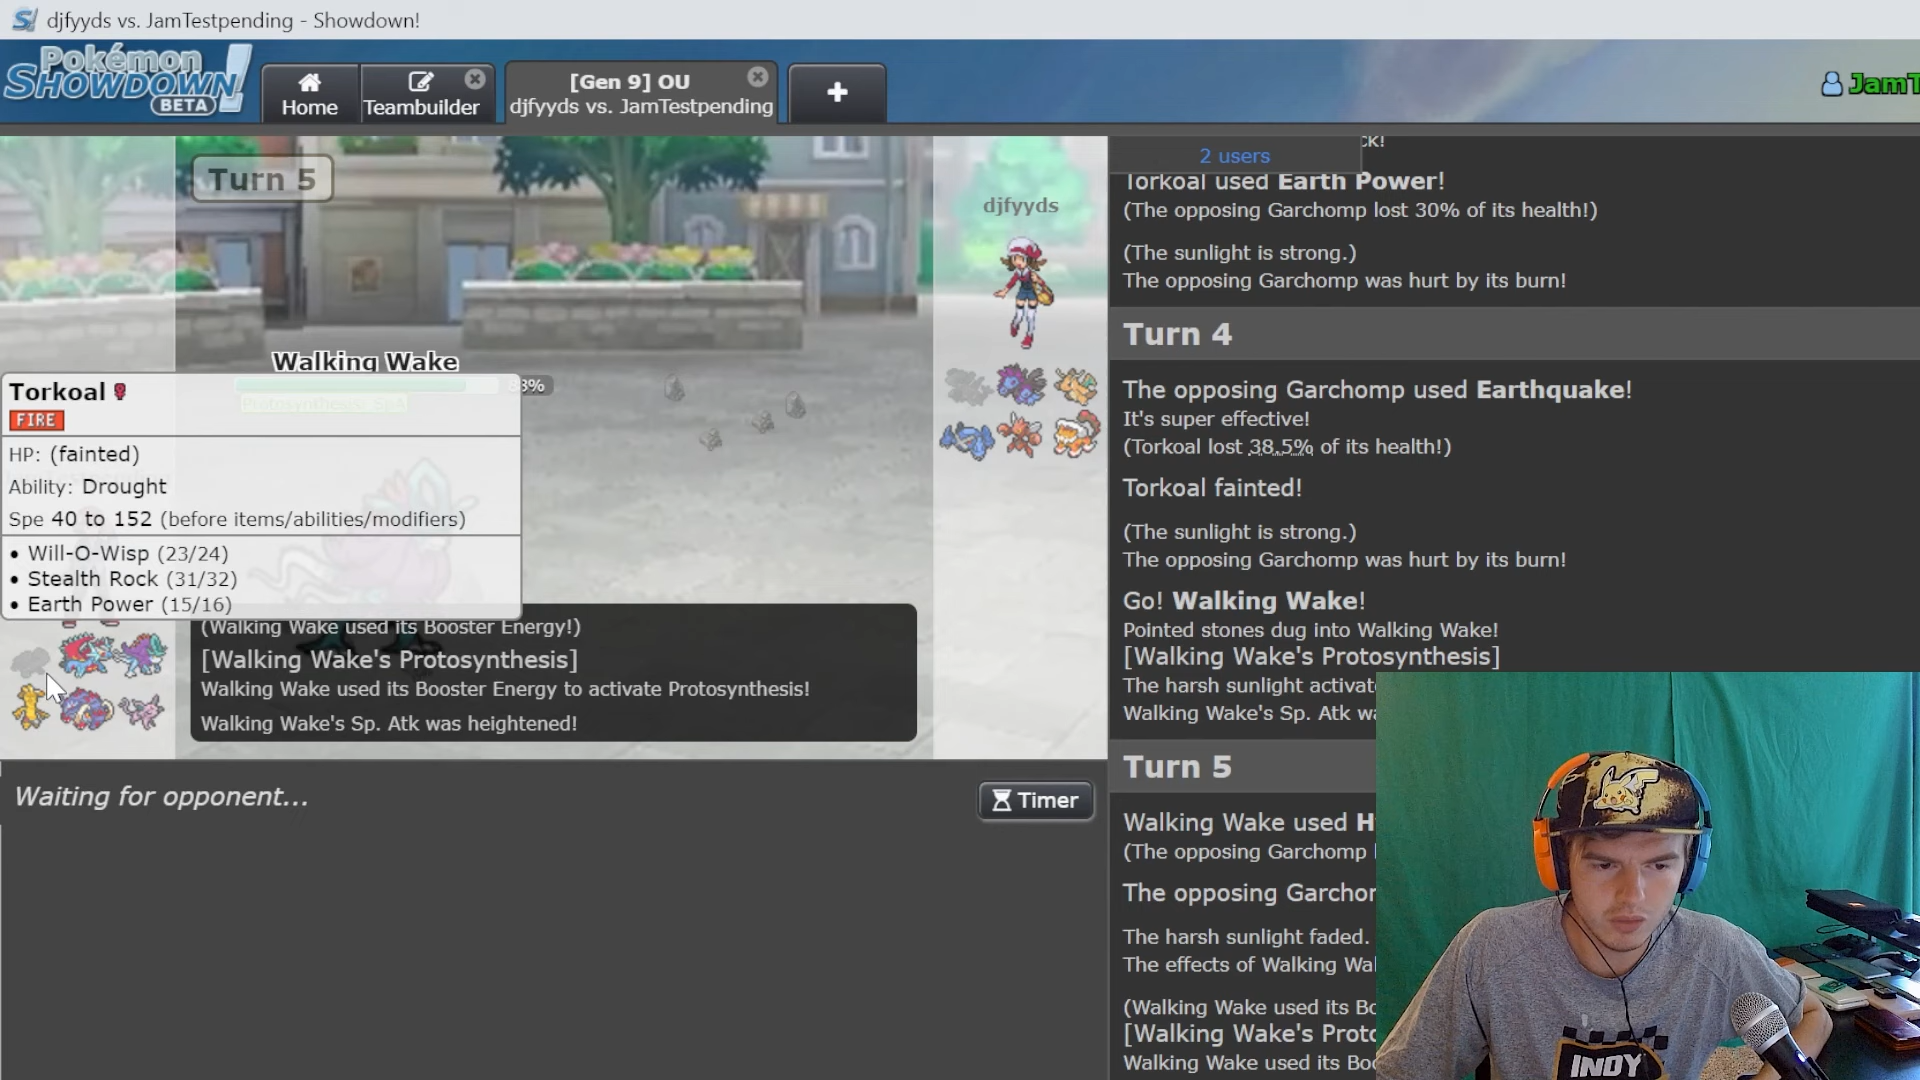 djfyyds vs. JamTestpending - Showdown!
Pokémon
SHOWDOWN!
BETA
Home
Teambuilder
[Gen 9] OU
djfyyds vs. JamTestpending
JamT
Turn 5
djfyyds
Walking Wake
Torkoal
FIRE
HP: (fainted)
Ability: Drought
Spe 40 to 152 (before items/abilities/modifiers)
• Will-O-Wisp (23/24)
• Stealth Rock (31/32)
• Earth Power (15/16)
(Walking Wake used its Booster Energy!)
[Walking Wake's Protosynthesis]
Walking Wake used its Booster Energy to activate Protosynthesis!
Walking Wake's Sp. Atk was heightened!
Waiting for opponent...
Timer
2 users
ck!
Torkoal used Earth Power!
(The opposing Garchomp lost 30% of its health!)
(The sunlight is strong.)
The opposing Garchomp was hurt by its burn!
Turn 4
The opposing Garchomp used Earthquake!
It's super effective!
(Torkoal lost 38.5% of its health!)
Torkoal fainted!
(The sunlight is strong.)
The opposing Garchomp was hurt by its burn!
Go! Walking Wake!
Pointed stones dug into Walking Wake!
[Walking Wake's Protosynthesis]
The harsh sunlight activat
Walking Wake's Sp. Atk wa
Turn 5
Walking Wake used H
(The opposing Garchomp
The opposing Garchor
The harsh sunlight faded.
The effects of Walking Wal
(Walking Wake used its Bo
[Walking Wake's Proto
Walking Wake used its Boo
INDY